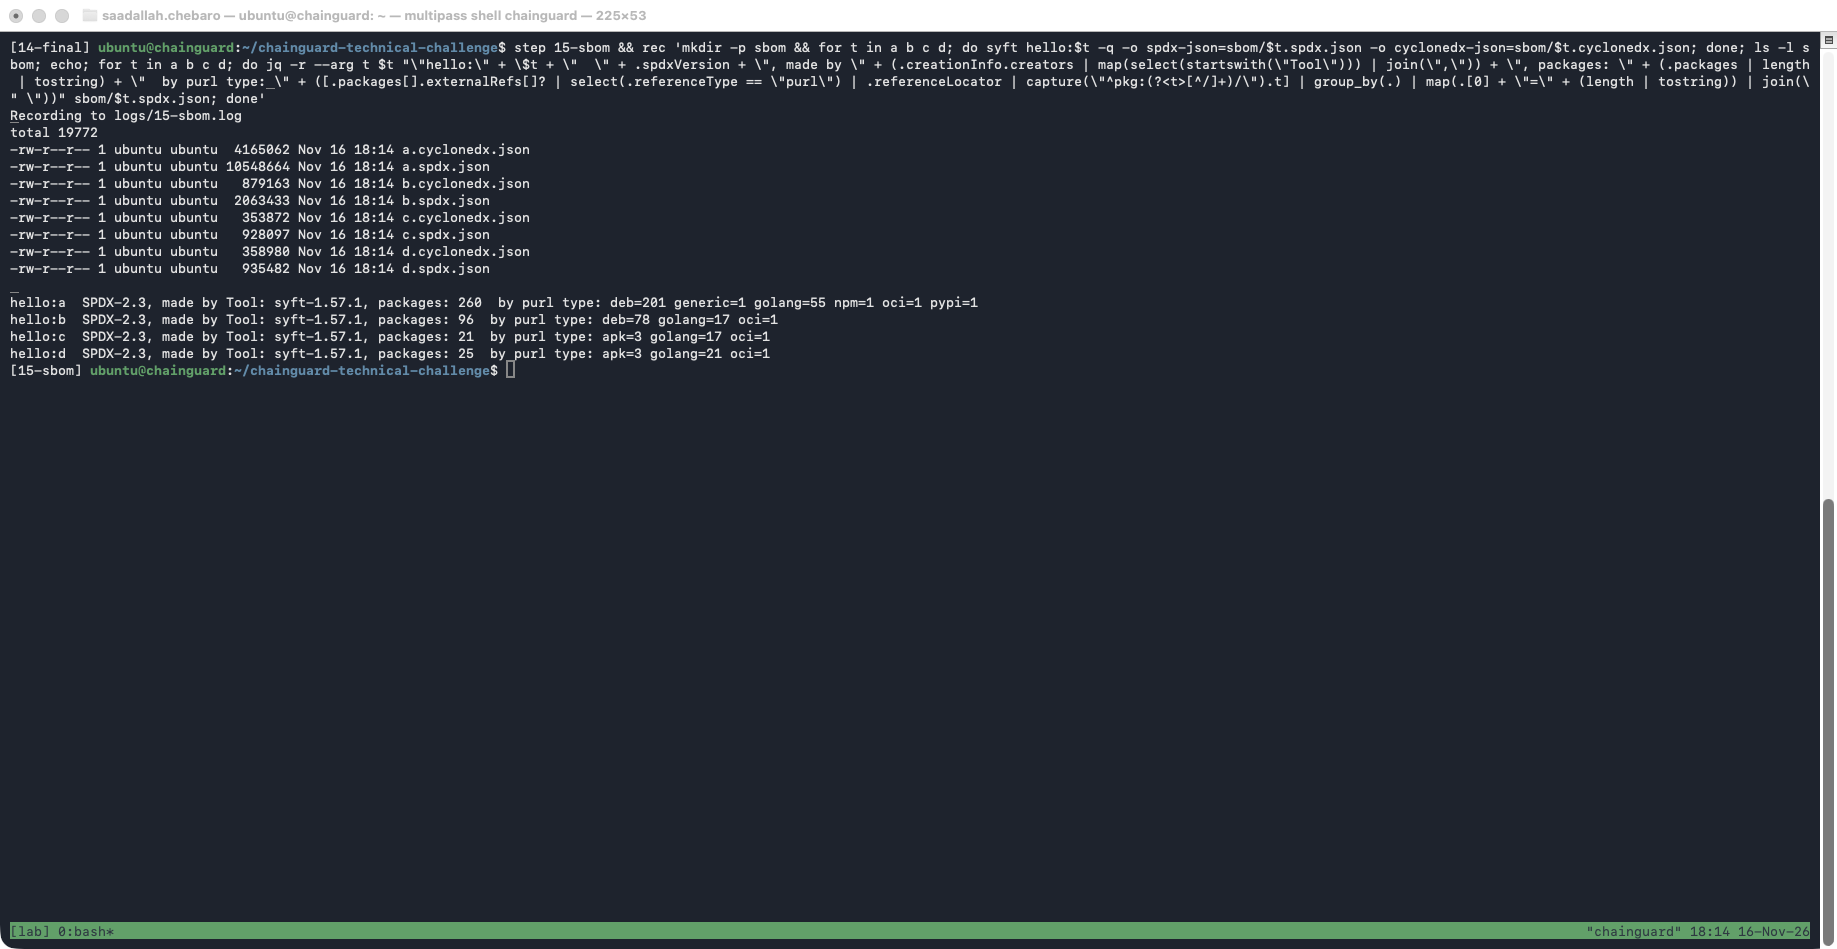 saadallah.chebaro — ubuntu@chainguard: ~ — multipass shell chainguard — 225×53
[14-final] ubuntu@chainguard:~/chainguard-technical-challenge$ step 15-sbom && rec 'mkdir -p sbom && for t in a b c d; do syft hello:$t -q -o spdx-json=sbom/$t.spdx.json -o cyclonedx-json=sbom/$t.cyclonedx.json; done; ls -l s
bom; echo; for t in a b c d; do jq -r --arg t $t "\"hello:\" + \$t + \"  \" + .spdxVersion + \", made by \" + (.creationInfo.creators | map(select(startswith(\"Tool\"))) | join(\",\")) + \", packages: \" + (.packages | length
 | tostring) + \"  by purl type:_\" + ([.packages[].externalRefs[]? | select(.referenceType == \"purl\") | .referenceLocator | capture(\"^pkg:(?<t>[^/]+)/\").t] | group_by(.) | map(.[0] + \"=\" + (length | tostring)) | join(\
" \"))" sbom/$t.spdx.json; done'
Recording to logs/15-sbom.log
total 19772
-rw-r--r-- 1 ubuntu ubuntu  4165062 Nov 16 18:14 a.cyclonedx.json
-rw-r--r-- 1 ubuntu ubuntu 10548664 Nov 16 18:14 a.spdx.json
-rw-r--r-- 1 ubuntu ubuntu   879163 Nov 16 18:14 b.cyclonedx.json
-rw-r--r-- 1 ubuntu ubuntu  2063433 Nov 16 18:14 b.spdx.json
-rw-r--r-- 1 ubuntu ubuntu   353872 Nov 16 18:14 c.cyclonedx.json
-rw-r--r-- 1 ubuntu ubuntu   928097 Nov 16 18:14 c.spdx.json
-rw-r--r-- 1 ubuntu ubuntu   358980 Nov 16 18:14 d.cyclonedx.json
-rw-r--r-- 1 ubuntu ubuntu   935482 Nov 16 18:14 d.spdx.json
_
hello:a  SPDX-2.3, made by Tool: syft-1.57.1, packages: 260  by purl type: deb=201 generic=1 golang=55 npm=1 oci=1 pypi=1
hello:b  SPDX-2.3, made by Tool: syft-1.57.1, packages: 96  by purl type: deb=78 golang=17 oci=1
hello:c  SPDX-2.3, made by Tool: syft-1.57.1, packages: 21  by purl type: apk=3 golang=17 oci=1
hello:d  SPDX-2.3, made by Tool: syft-1.57.1, packages: 25  by purl type: apk=3 golang=21 oci=1
[15-sbom] ubuntu@chainguard:~/chainguard-technical-challenge$
[lab] 0:bash* "chainguard" 18:14 16-Nov-26